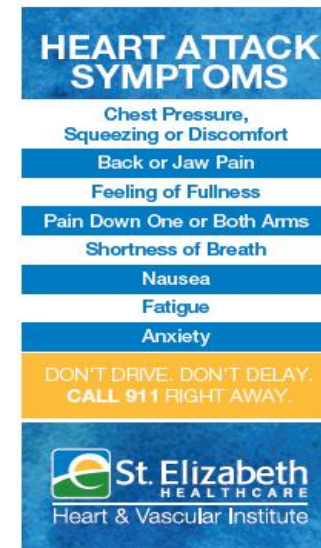 HEART ATTACK
SYMPTOMS
Chest Pressure,
Squeezing or Discomfort
Back or Jaw Pain
Feeling of Fullness
Pain Down One or Both Arms
Shortness of Breath
Nausea
Fatigue
Anxiety
DON'T DRIVE. DON'T DELAY.
CALL 911 RIGHT AWAY.
St. Elizabeth
HEALTHCARE
Heart & Vascular Institute